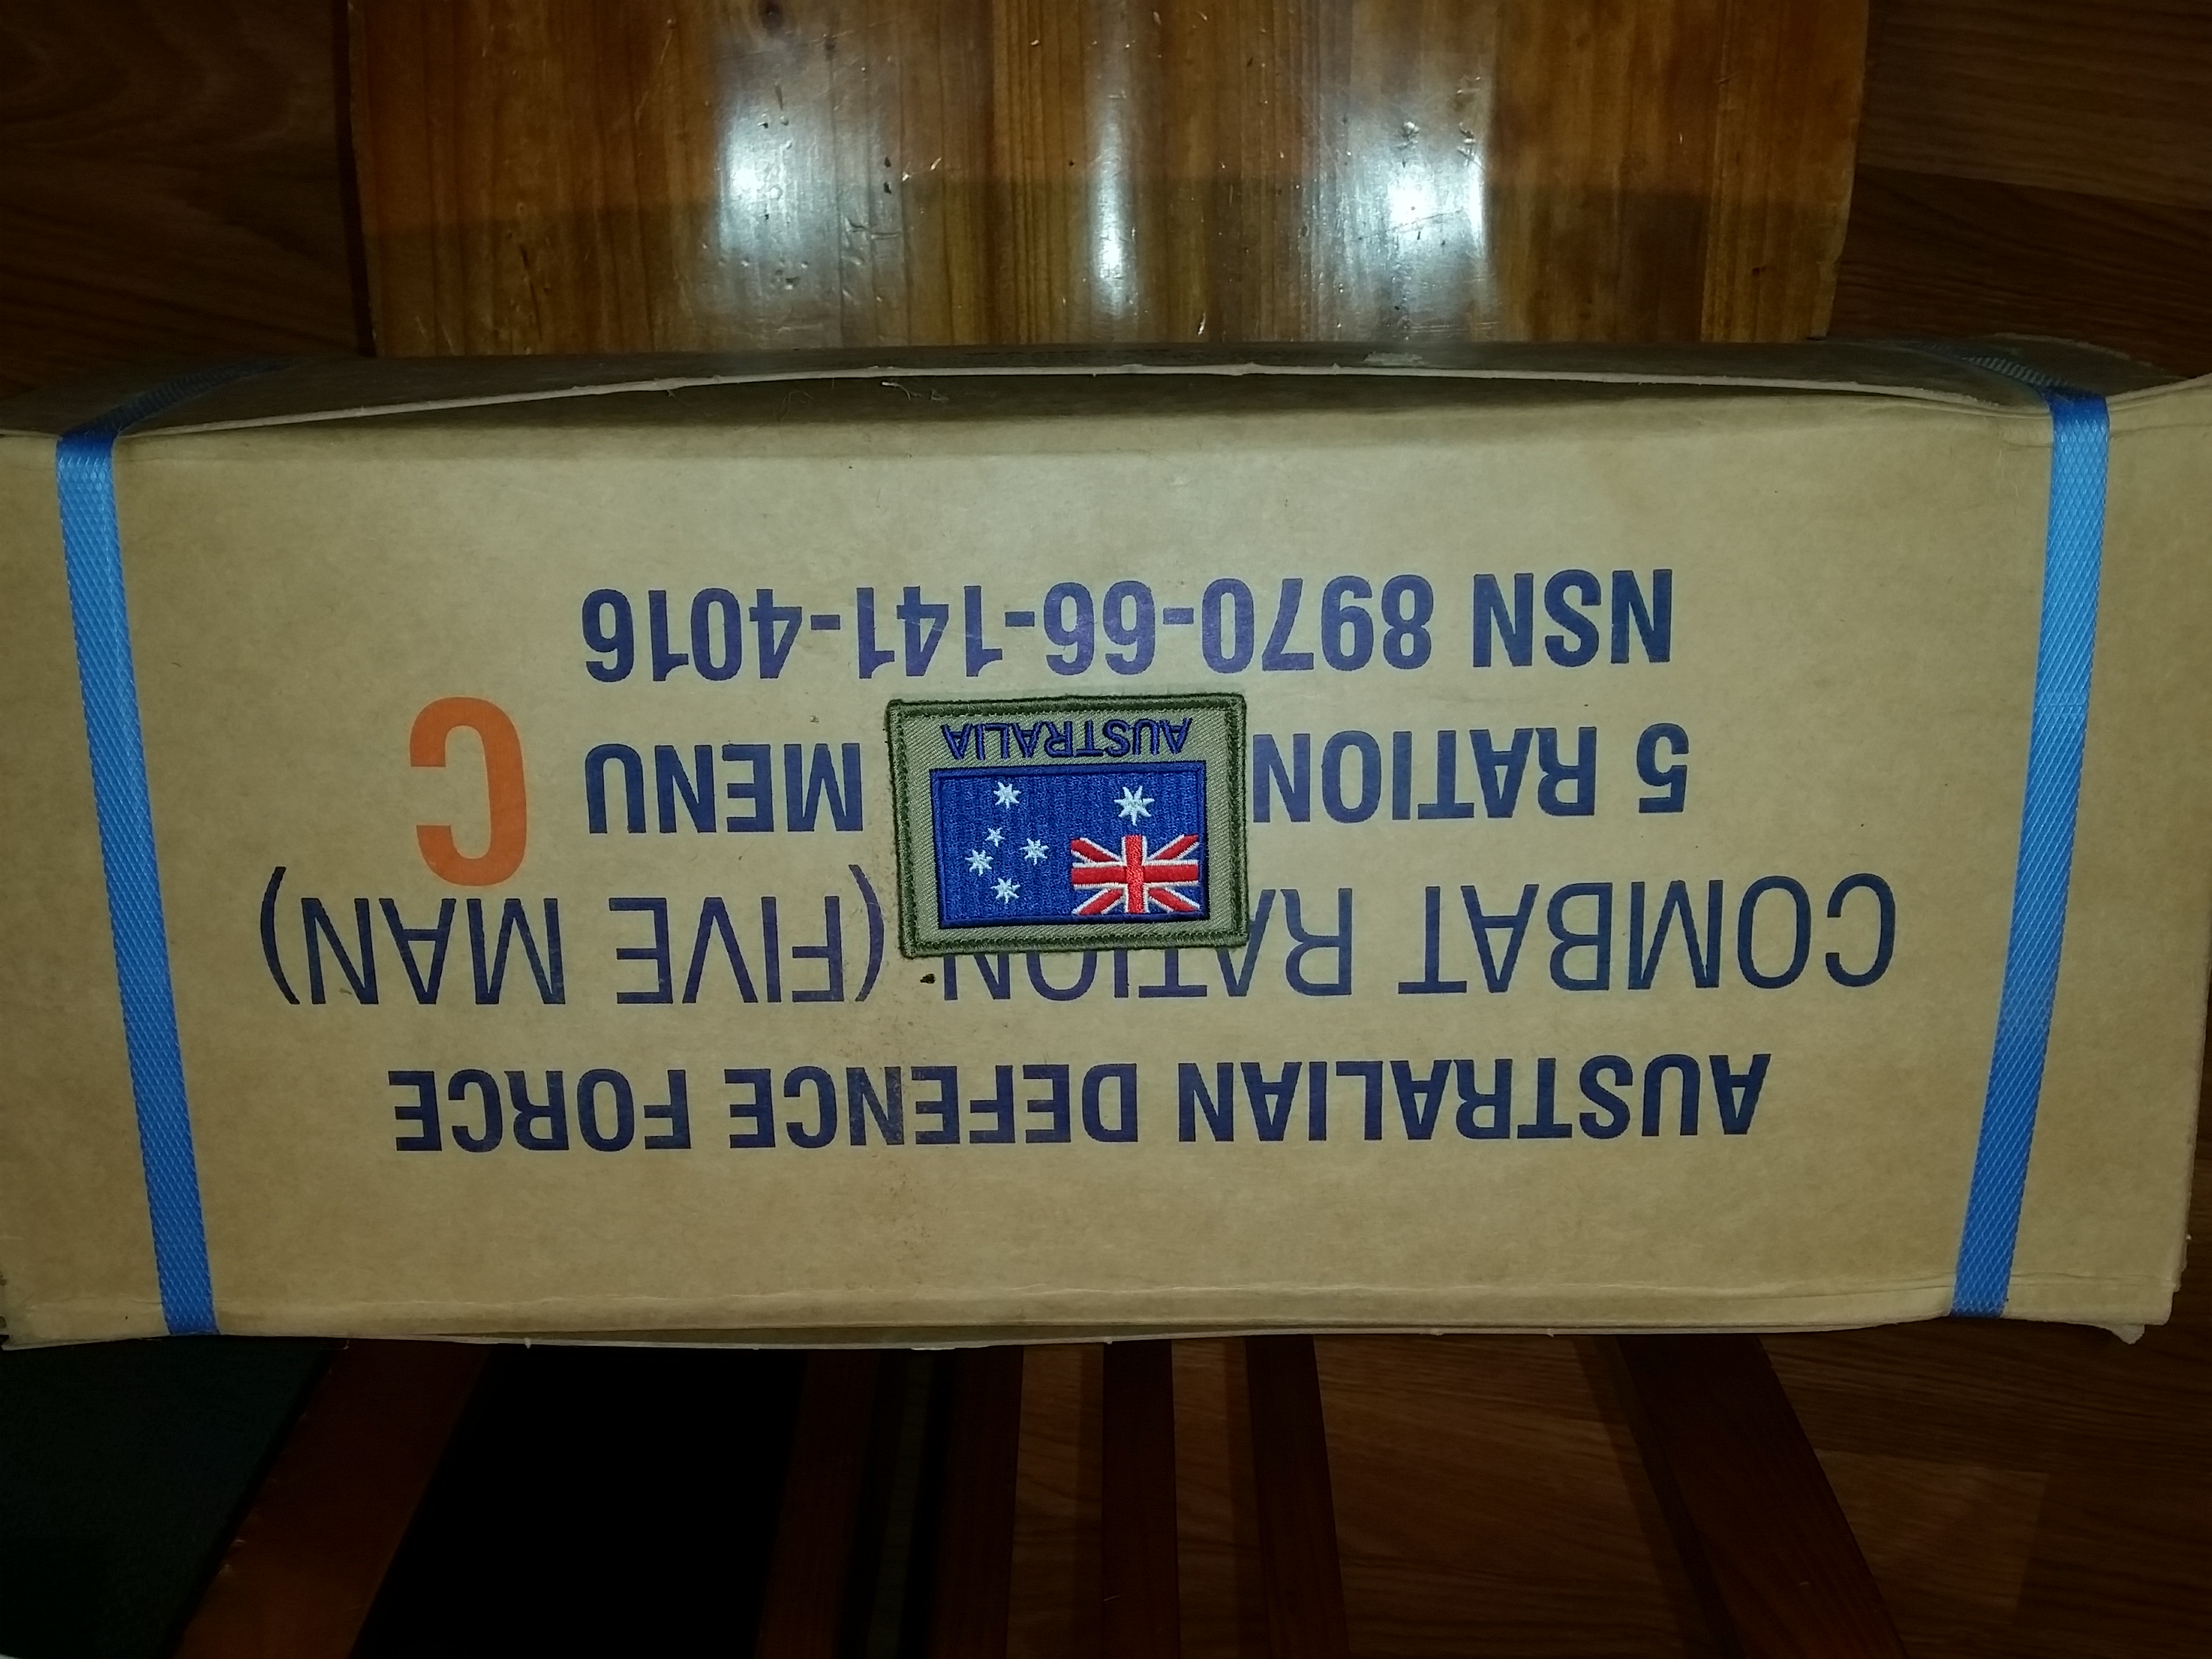 AUSTRALIAN DEFENCE FORCE
COMBAT RATION (FIVE MAN)
5 RATION MENU C
NSN 8970-66-141-4016
AUSTRALIA